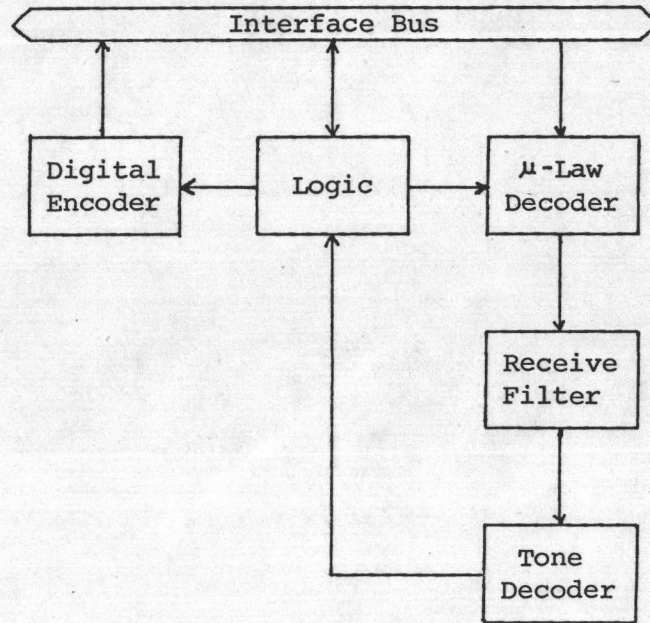 Interface Bus
Digital
Encoder
Logic
μ-Law
Decoder
Receive
Filter
Tone
Decoder